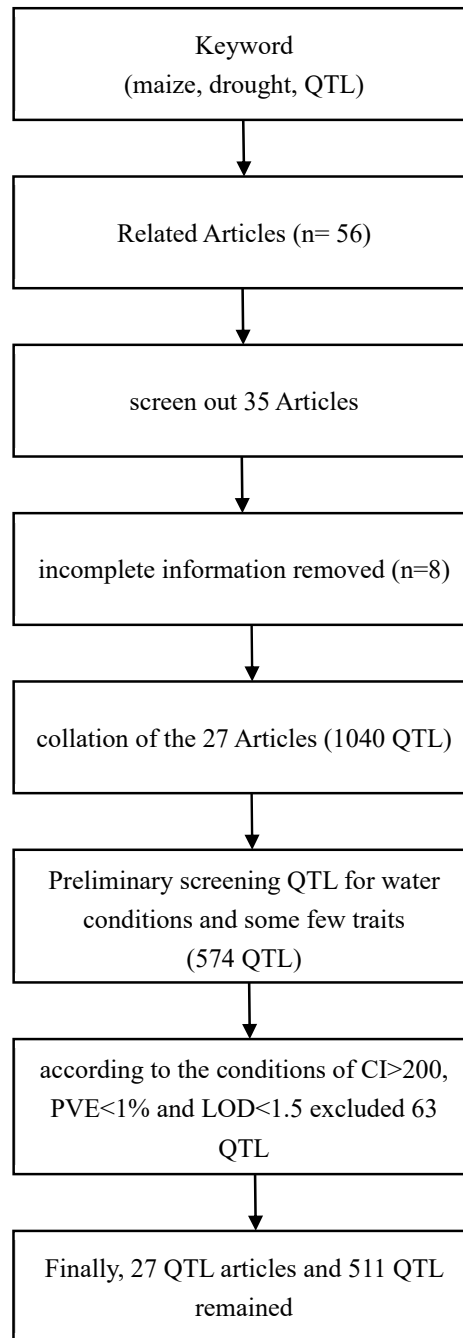 Keyword
(maize, drought, QTL)
Related Articles (n= 56)
screen out 35 Articles
incomplete information removed (n=8)
collation of the 27 Articles (1040 QTL)
Preliminary screening QTL for water
conditions and some few traits
(574 QTL)
according to the conditions of CI>200,
PVE<1% and LOD<1.5 excluded 63
QTL
Finally, 27 QTL articles and 511 QTL
remained